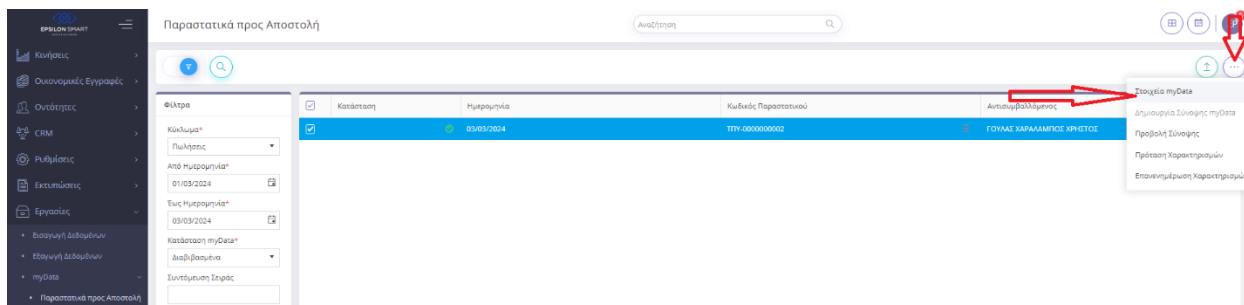 EPSILON SMART
Παραστατικά προς Αποστολή
Αναζήτηση
Κινήσεις
Οικονομικές Εγγραφές
Οντότητες
CRM
Ρυθμίσεις
Εκτυπώσεις
Εργασίες
Εισαγωγή Δεδομένων
Εξαγωγή Δεδομένων
myData
Παραστατικά προς Αποστολή
Φίλτρα
Κύκλωμα*
Πωλήσεις
Από Ημερομηνία*
01/03/2024
Έως Ημερομηνία*
03/03/2024
Κατάσταση myData*
Διαβιβασμένα
Συντόμευση Σειράς
Κατάσταση Ημερομηνία Κωδικός Παραστατικού Αντισυμβαλλόμενος
03/03/2024 ΤΠΥ-0000000002 ΓΟΥΛΑΣ ΧΑΡΑΛΑΜΠΟΣ ΧΡΗΣΤΟΣ
Στοιχεία myData
Δημιουργία Σύνοψης myData
Προβολή Σύνοψης
Πρόταση Χαρακτηρισμών
Επανενημέρωση Χαρακτηρισμώ